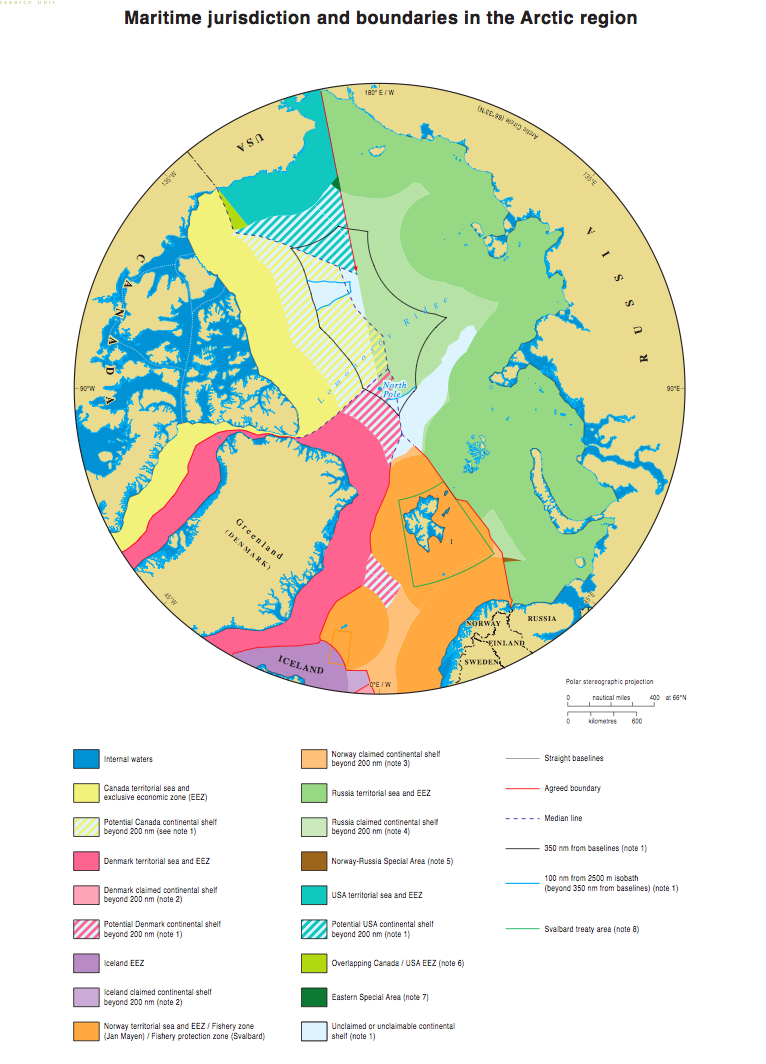 research unit
Maritime jurisdiction and boundaries in the Arctic region
180° E / W
Arctic Circle (66°33'N)
USA
135°W
135°E
CANADA
RUSSIA
Lomonosov Ridge
90°W
North
Pole
90°E
Greenland
(DENMARK)
1
45°W
45°E
NORWAY
RUSSIA
FINLAND
SWEDEN
ICELAND
0°E / W
Polar stereographic projection
0 nautical miles 400 at 66°N
0 kilometres 600
Internal waters
Canada territorial sea and
exclusive economic zone (EEZ)
Potential Canada continental shelf
beyond 200 nm (see note 1)
Denmark territorial sea and EEZ
Denmark claimed continental shelf
beyond 200 nm (note 2)
Potential Denmark continental shelf
beyond 200 nm (note 1)
Iceland EEZ
Iceland claimed continental shelf
beyond 200 nm (note 2)
Norway territorial sea and EEZ / Fishery zone
(Jan Mayen) / Fishery protection zone (Svalbard)
Norway claimed continental shelf
beyond 200 nm (note 3)
Russia territorial sea and EEZ
Russia claimed continental shelf
beyond 200 nm (note 4)
Norway-Russia Special Area (note 5)
USA territorial sea and EEZ
Potential USA continental shelf
beyond 200 nm (note 1)
Overlapping Canada / USA EEZ (note 6)
Eastern Special Area (note 7)
Unclaimed or unclaimable continental
shelf (note 1)
Straight baselines
Agreed boundary
Median line
350 nm from baselines (note 1)
100 nm from 2500 m isobath
(beyond 350 nm from baselines) (note 1)
Svalbard treaty area (note 8)